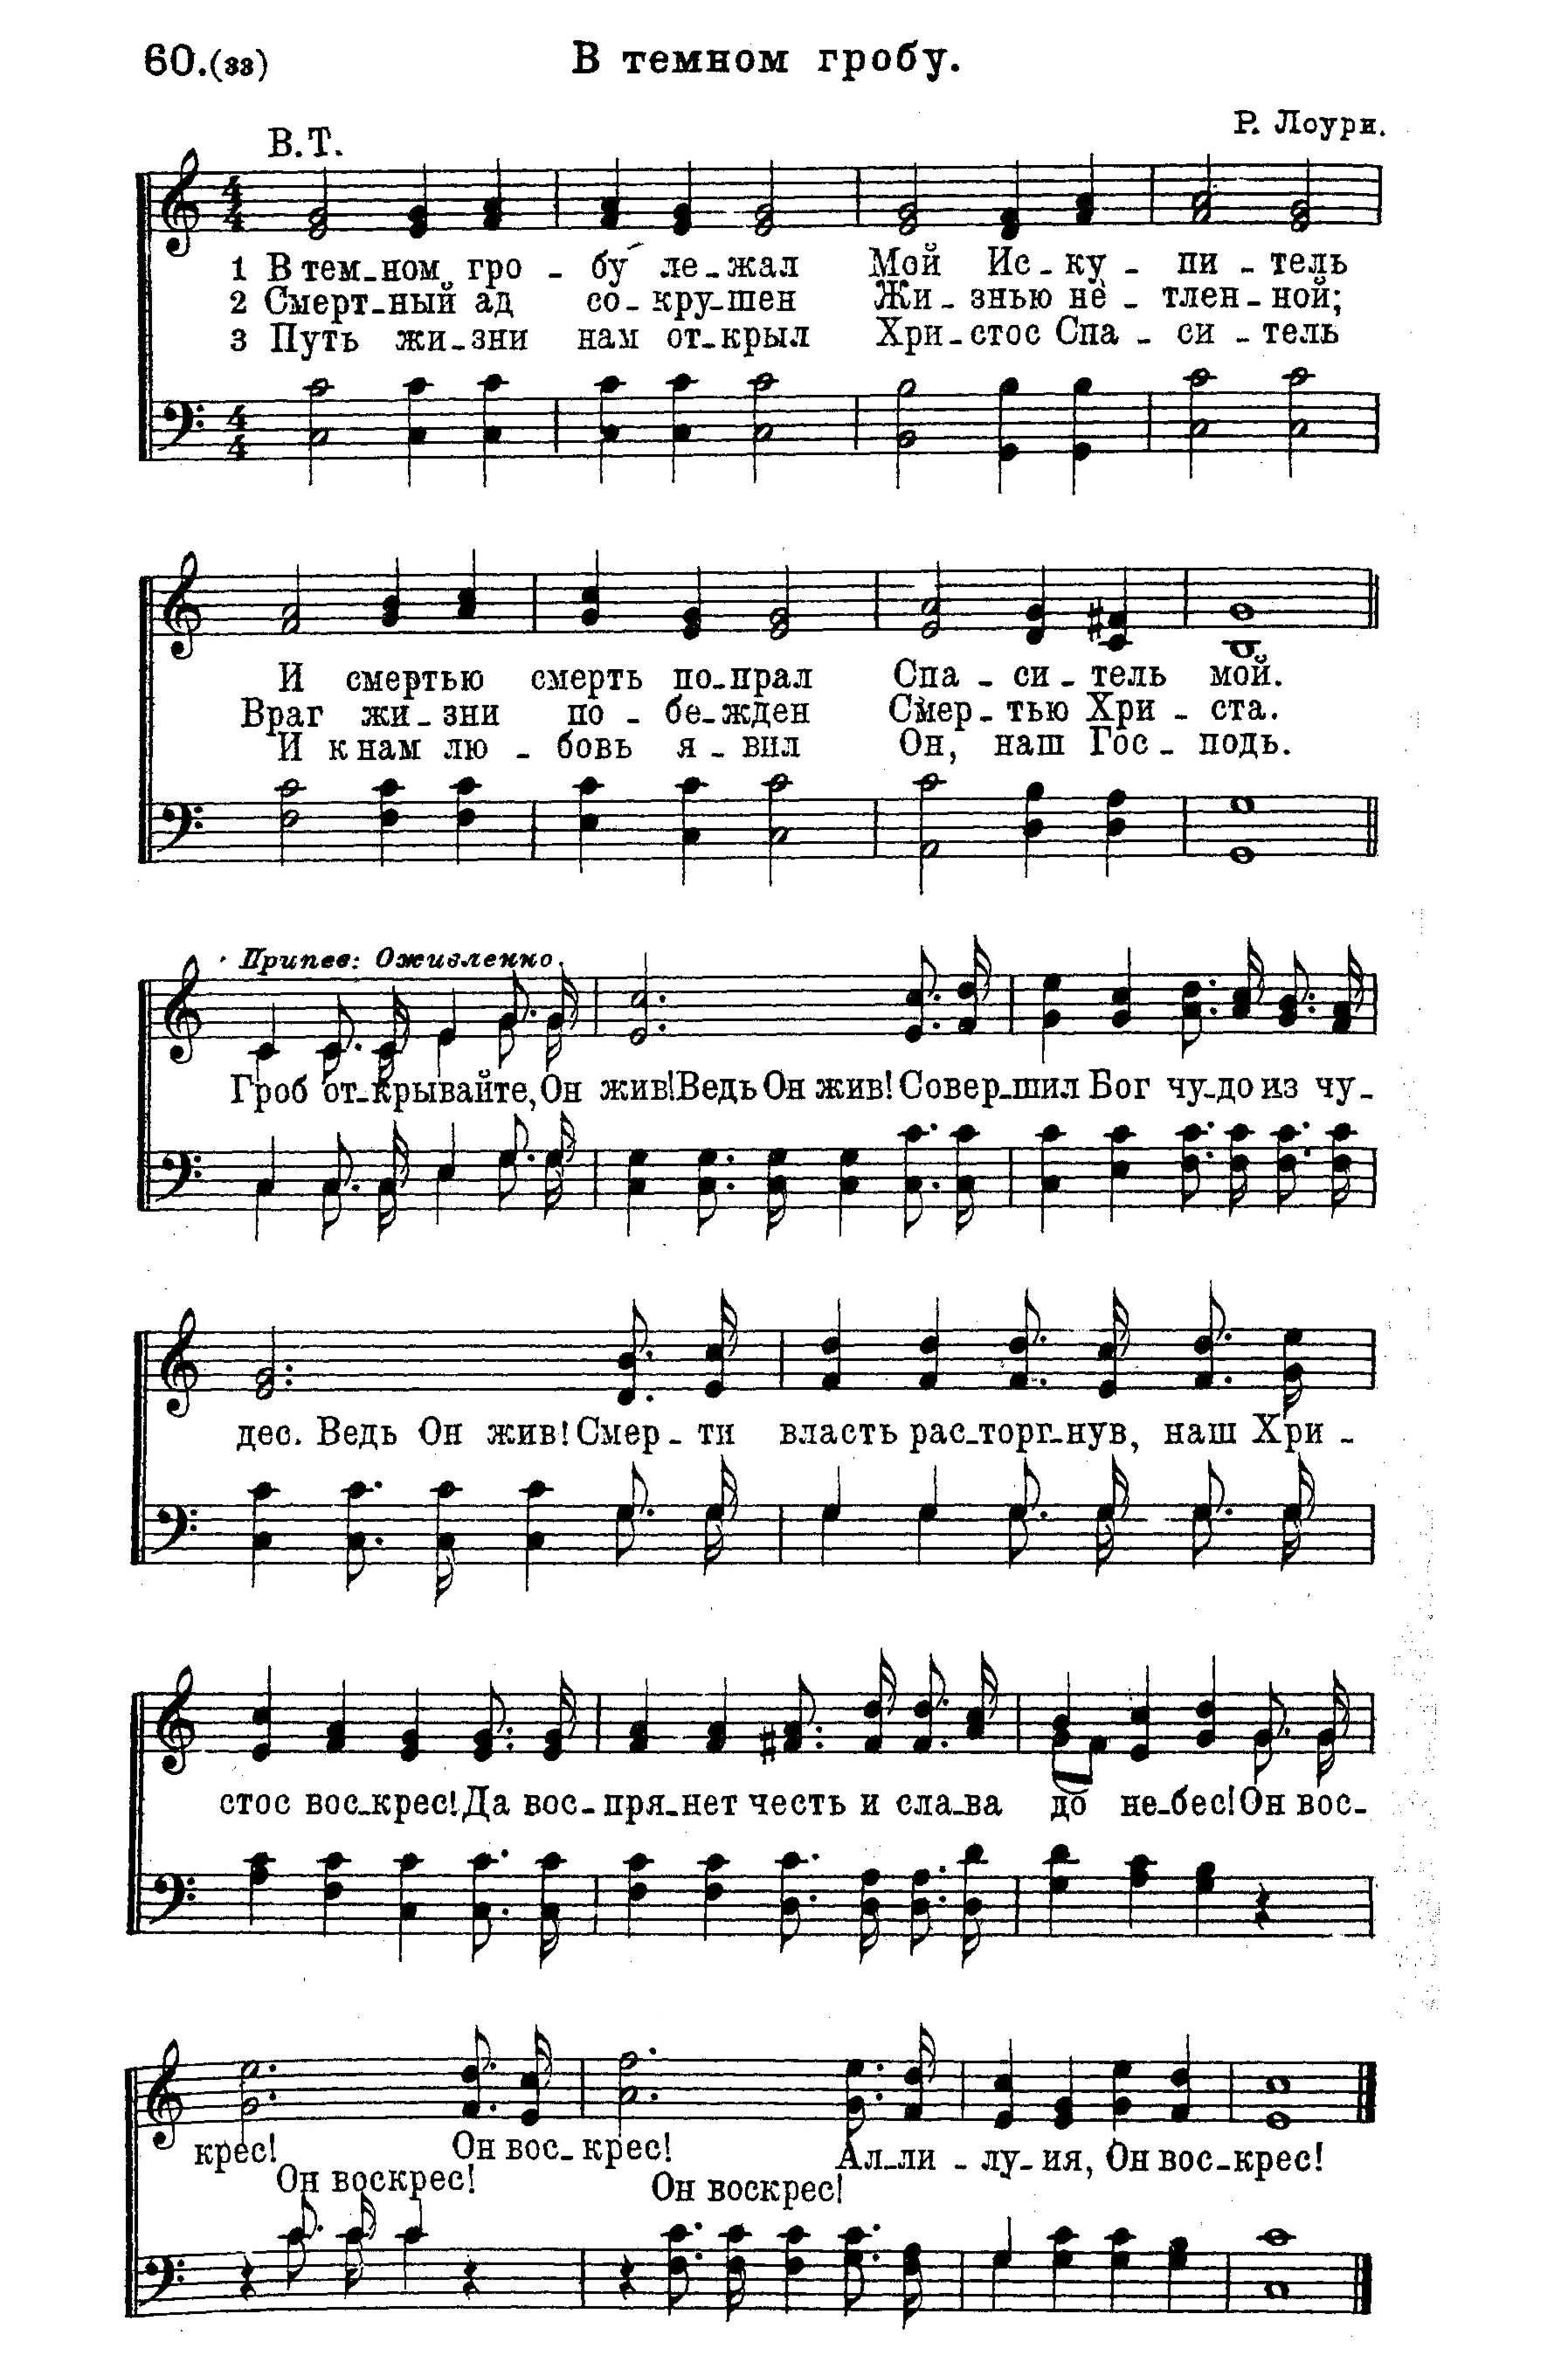 60.(33) В темном гробу.
Р. Лоури.
В.Т.
4 4
1 В тем-ном гро - бу ле-жал Мой Ис-ку - пи - тель
2 Смерт-ный ад со-кру-шен Жи-знью не - тлен-ной;
3 Путь жи-зни нам от-крыл Хри-стос Спа - си - тель
4 4
И смертью смерть по-прал Спа - си - тель мой.
Враг жи-зни по - бе-жден Смер-тью Хри - ста.
И к нам лю - бовь я - вил Он, наш Гос - подь.
Припев: Оживленно.
Гроб от-крывайте, Он жив! Ведь Он жив! Совер-шил Бог чу-до из чу-
дес. Ведь Он жив! Смер - ти власть рас-торг-нув, наш Хри -
стос вос-крес! Да вос-пря-нет честь и сла-ва до не-бес! Он вос-
крес! Он вос-крес! Ал-ли - лу-ия, Он вос-крес!
Он воскрес! Он воскрес!